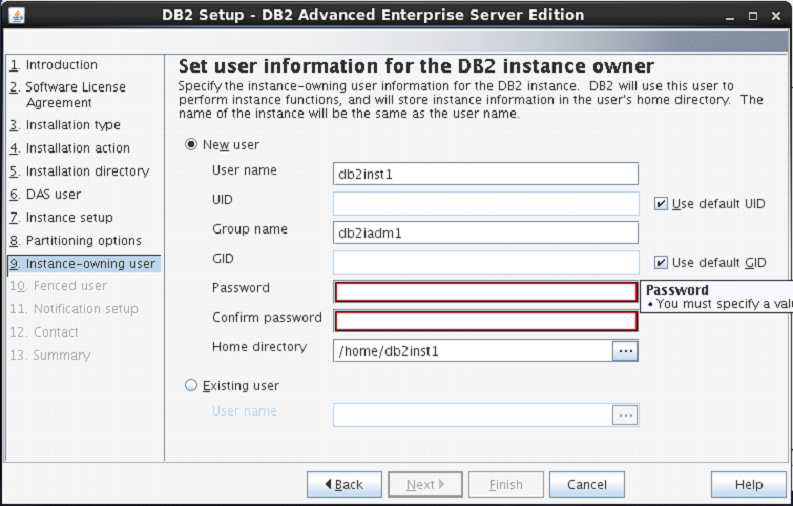 DB2 Setup - DB2 Advanced Enterprise Server Edition
1. Introduction
2. Software License
Agreement
3. Installation type
4. Installation action
5. Installation directory
6. DAS user
7. Instance setup
8. Partitioning options
9. Instance-owning user
10. Fenced user
11. Notification setup
12. Contact
13. Summary
Set user information for the DB2 instance owner
Specify the instance-owning user information for the DB2 instance. DB2 will use this user to
perform instance functions, and will store instance information in the user's home directory. The
name of the instance will be the same as the user name.
New user
User name db2inst1
UID Use default UID
Group name db2iadm1
GID Use default GID
Password
Confirm password
Password
• You must specify a val
Home directory /home/db2inst1 ...
Existing user
User name ...
Back Next Finish Cancel Help